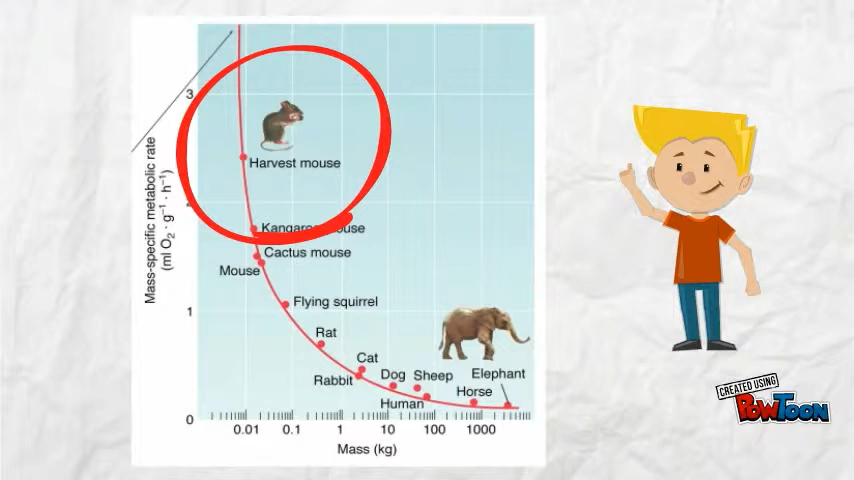 3
Harvest mouse
2
Kangaroo mouse
Cactus mouse
Mouse
Flying squirrel
1
Rat
Cat
Rabbit
Dog
Sheep
Elephant
Human
Horse
0
0.01 0.1 1 10 100 1000
Mass (kg)
Mass-specific metabolic rate
(ml O₂ · g⁻¹ · h⁻¹)
CREATED USING
POWTOON